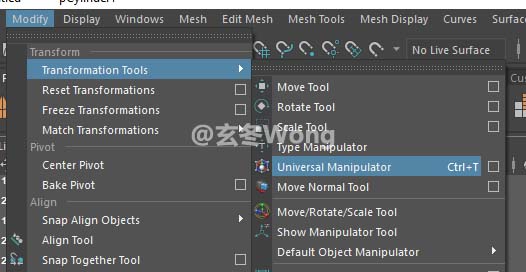 pCylinder1
Modify Display Windows Mesh Edit Mesh Mesh Tools Mesh Display Curves Surfac
No Live Surface
Transform
Transformation Tools
Reset Transformations
Freeze Transformations
Match Transformations
Pivot
Center Pivot
Bake Pivot
Align
Snap Align Objects
Align Tool
Snap Together Tool
Cus
Move Tool
Rotate Tool
Scale Tool
Type Manipulator
Universal Manipulator Ctrl+T
Move Normal Tool
Move/Rotate/Scale Tool
Show Manipulator Tool
Default Object Manipulator
@玄冬Wong